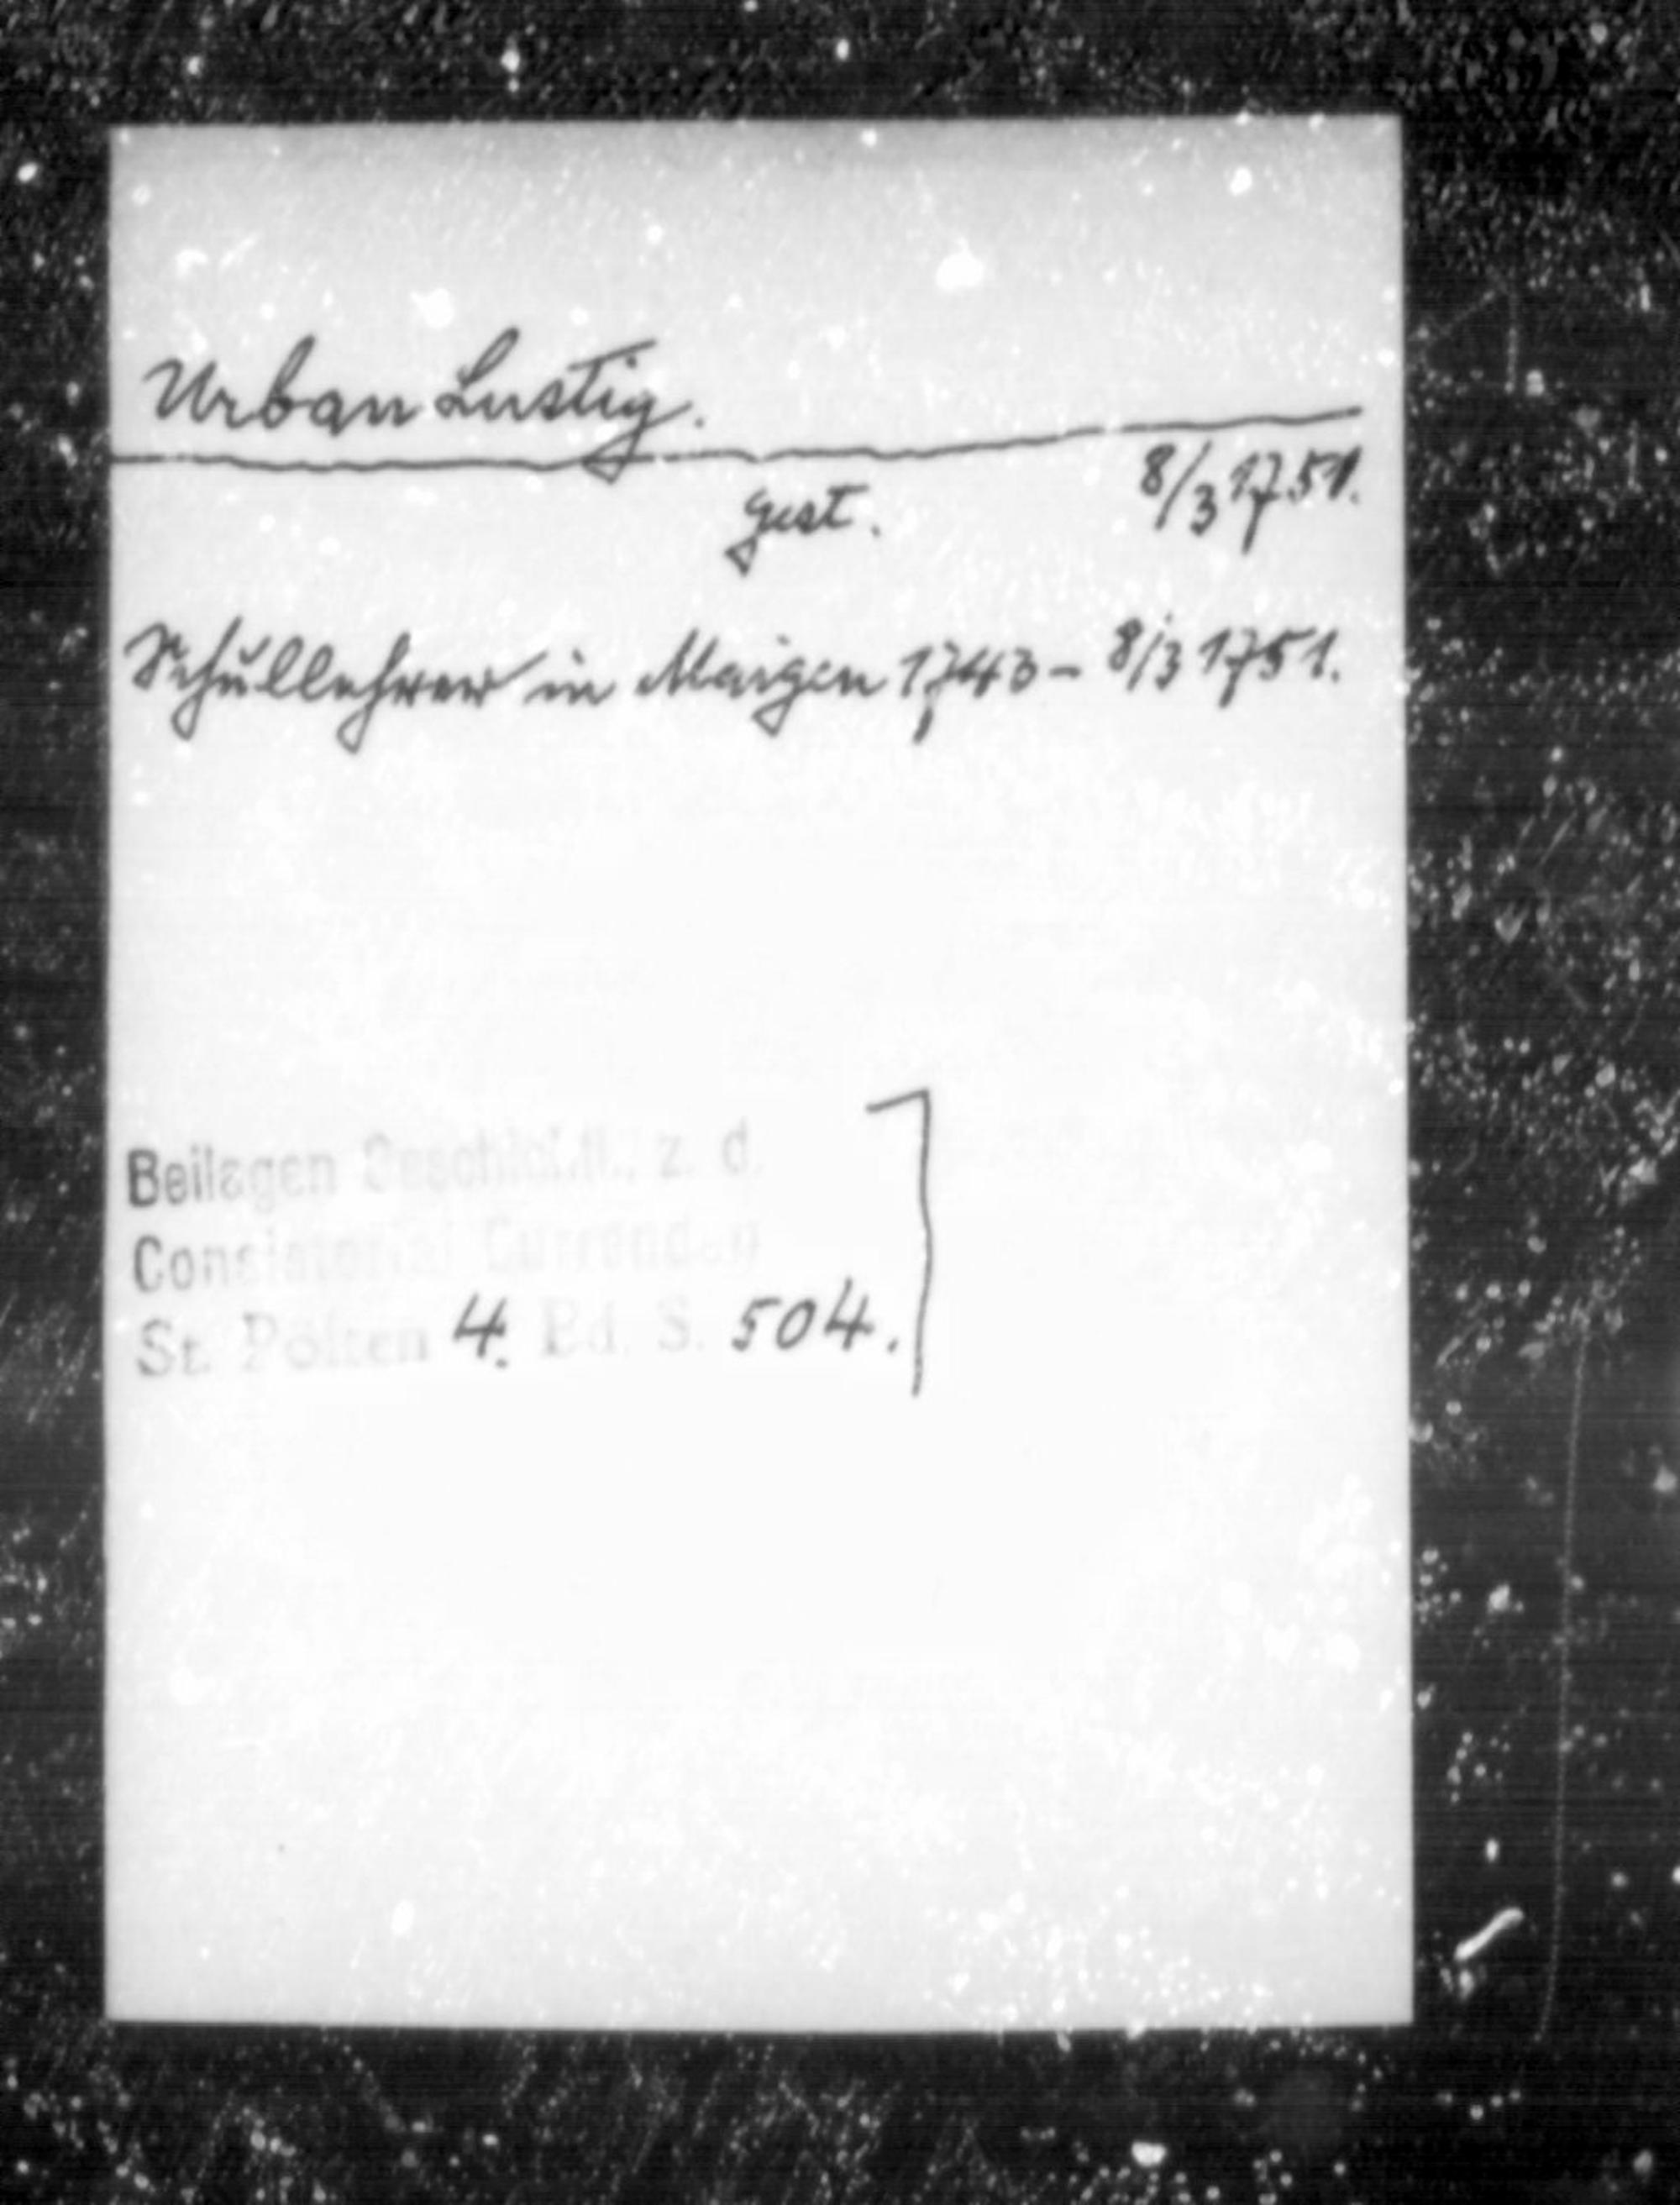 Urban Lustig.
gest. 8/3 1751.
Schullehrer in Maigen 1743 - 8/3 1751.
Beilagen z. d.
Consistorial Currenden
St. Pölten 4. Bd. S. 504.